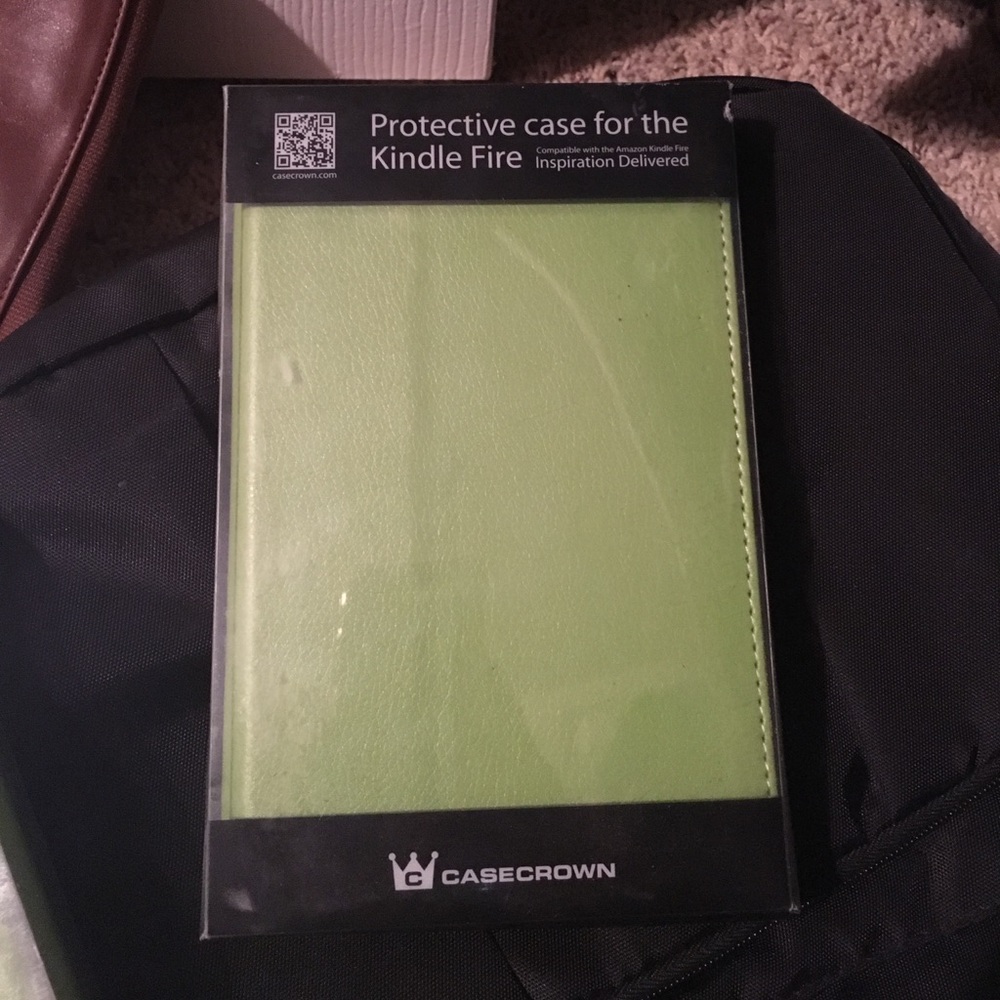 casecrown.com
Protective case for the
Kindle Fire
Compatible with the Amazon Kindle Fire
Inspiration Delivered
C
CASECROWN